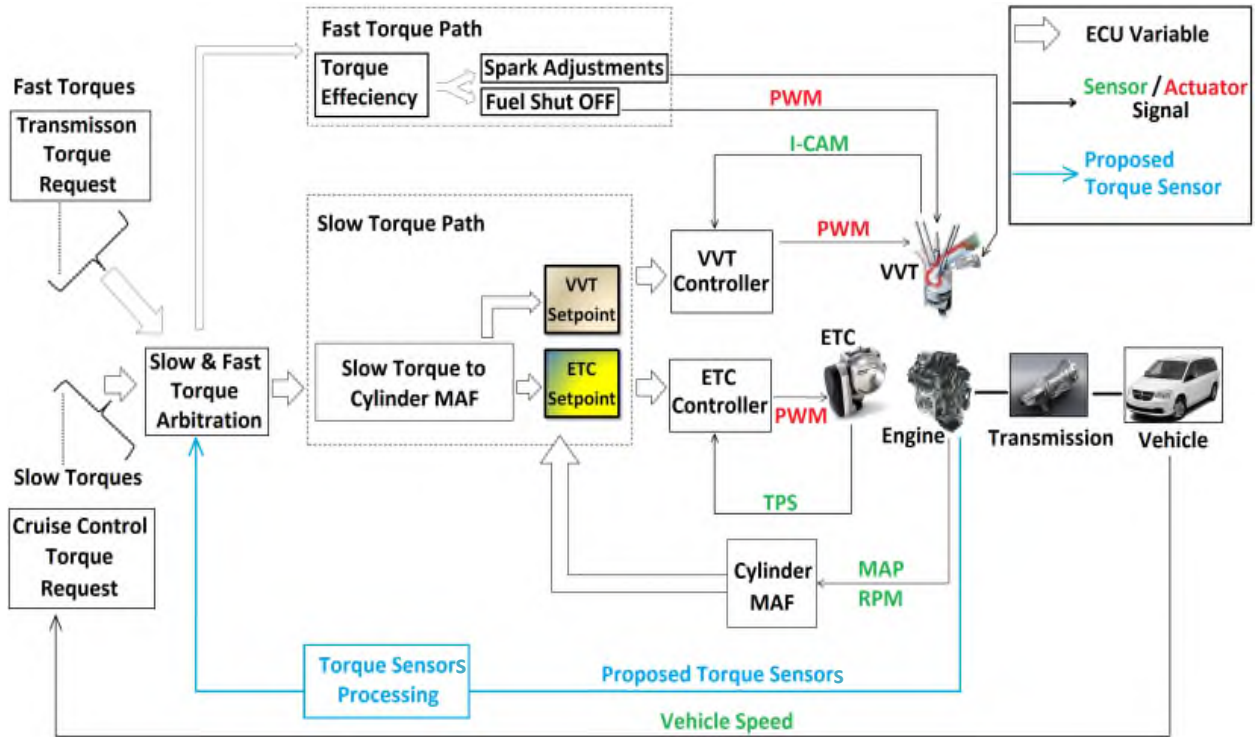 Fast Torque Path
Torque
Effeciency
Spark Adjustments
Fuel Shut OFF
ECU Variable
Sensor / Actuator
Signal
Proposed
Torque Sensor
Fast Torques
Transmisson
Torque
Request
PWM
I-CAM
Slow Torque Path
VVT
Setpoint
VVT
Controller
PWM
VVT
Slow & Fast
Torque
Arbitration
Slow Torque to
Cylinder MAF
ETC
Setpoint
ETC
Controller
PWM
ETC
Engine
Transmission
Vehicle
TPS
Slow Torques
Cruise Control
Torque
Request
Cylinder
MAF
MAP
RPM
Torque Sensors
Processing
Proposed Torque Sensors
Vehicle Speed